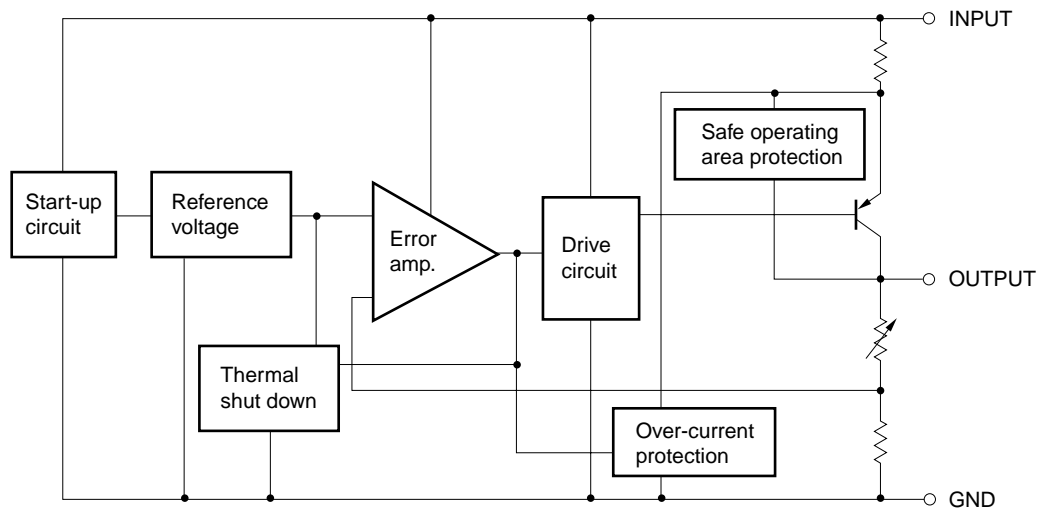 INPUT
Safe operating
area protection
Start-up
circuit
Reference
voltage
Error
amp.
Drive
circuit
OUTPUT
Thermal
shut down
Over-current
protection
GND